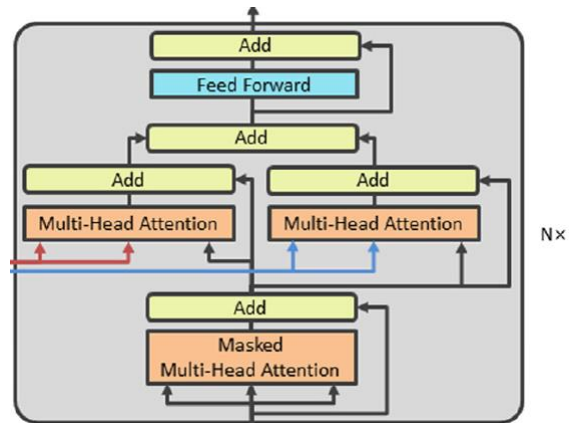 Add
Feed Forward
Add
Add
Add
Multi-Head Attention
Multi-Head Attention
N×
Add
Masked
Multi-Head Attention